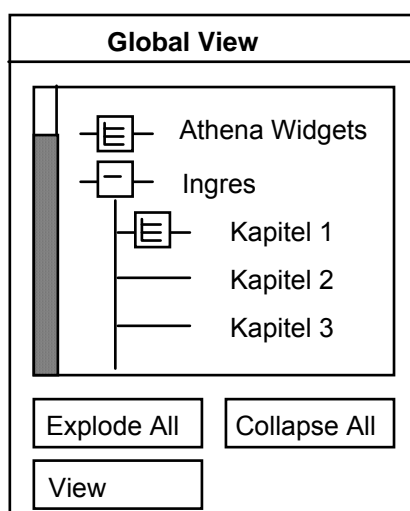 Global View
Athena Widgets
Ingres
Kapitel 1
Kapitel 2
Kapitel 3
Explode All Collapse All
View